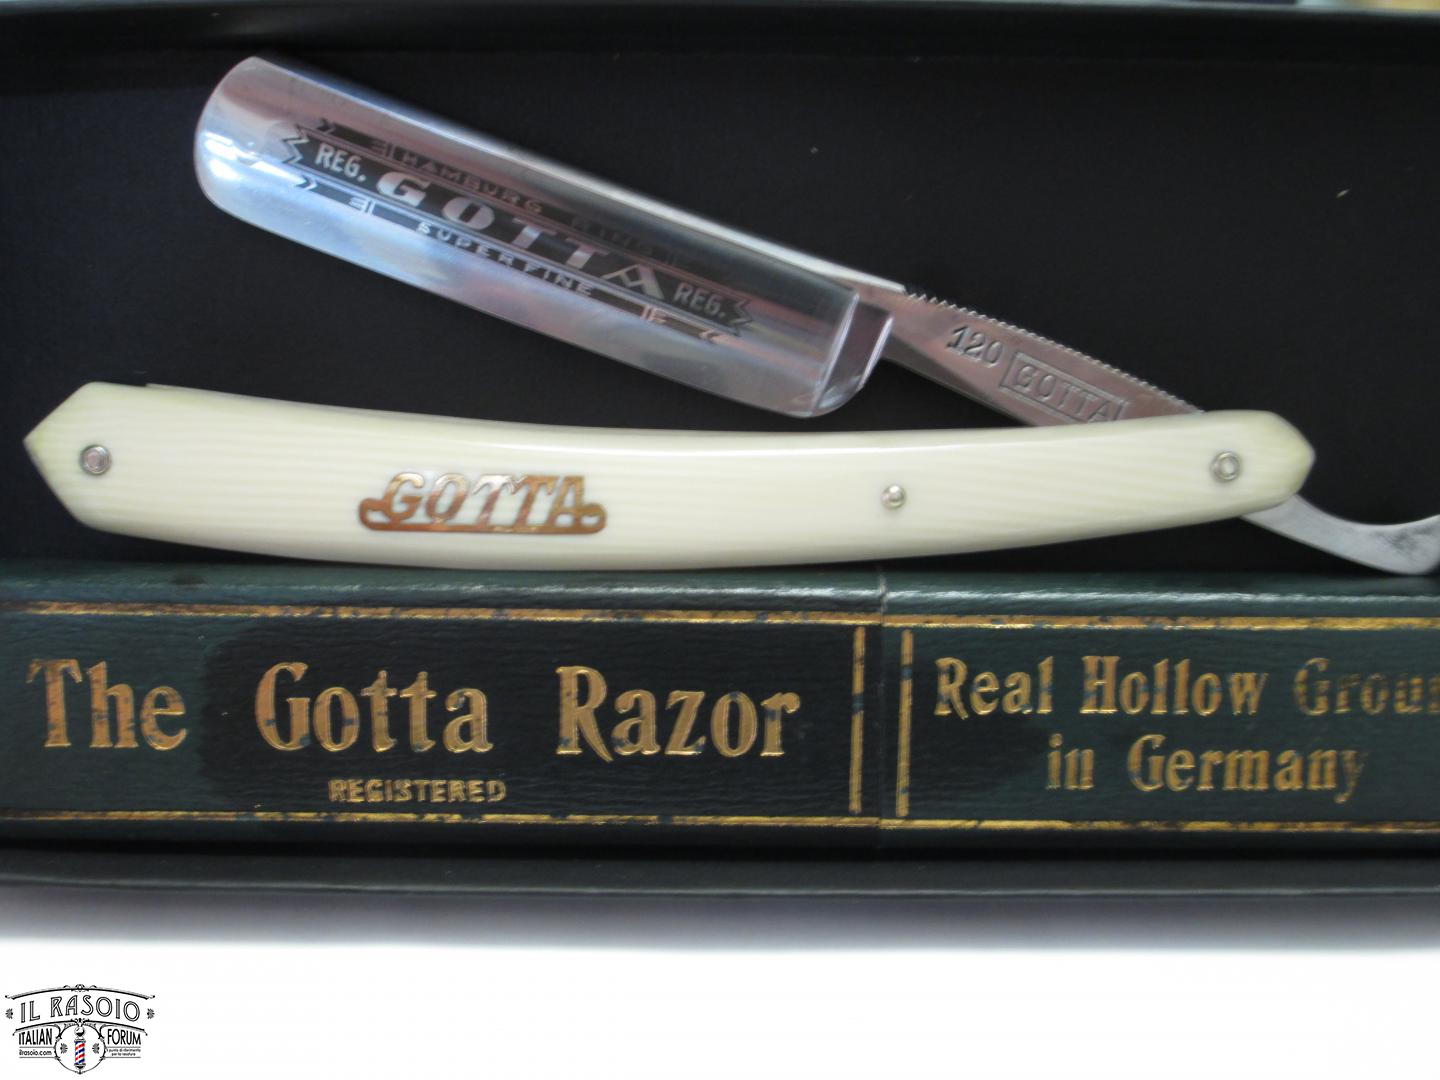 HAMBURG RING
REG. GOTTA REG.
SUPERFINE
120 GOTTA
GOTTA
The Gotta Razor
REGISTERED
Real Hollow
in Germany
IL RASOIO
ITALIAN FORUM
ilrasoio.com